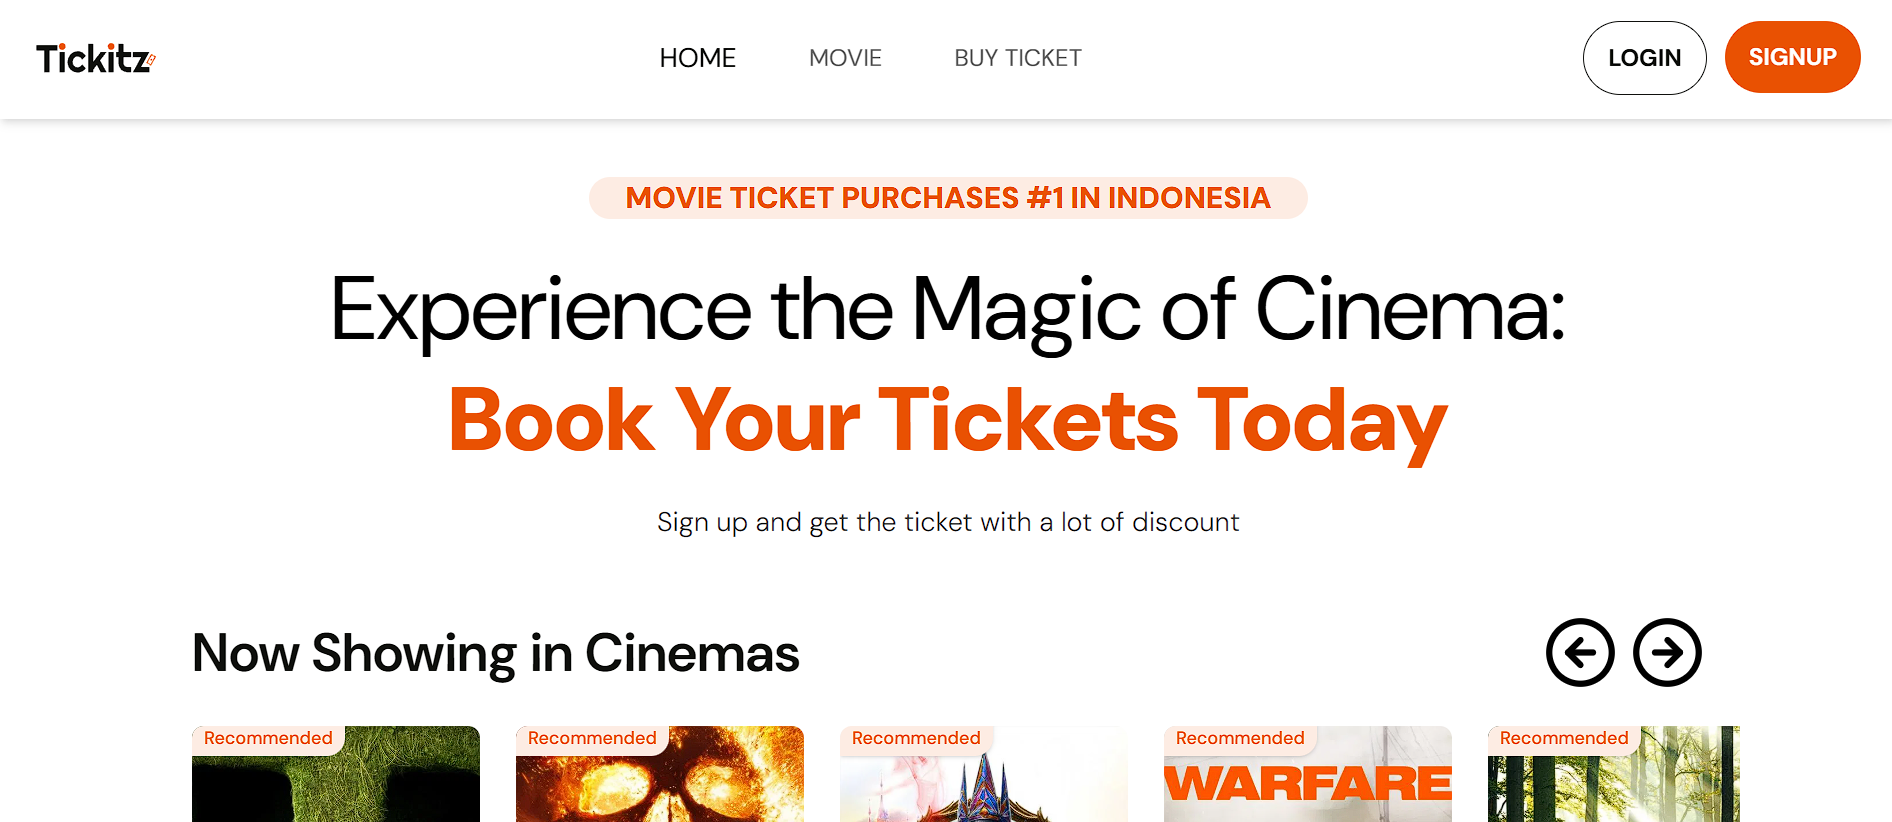 Tickitz
HOME MOVIE BUY TICKET
LOGIN SIGNUP
MOVIE TICKET PURCHASES #1 IN INDONESIA
Experience the Magic of Cinema:
Book Your Tickets Today
Sign up and get the ticket with a lot of discount
Now Showing in Cinemas
Recommended Recommended Recommended Recommended Recommended
WARFARE